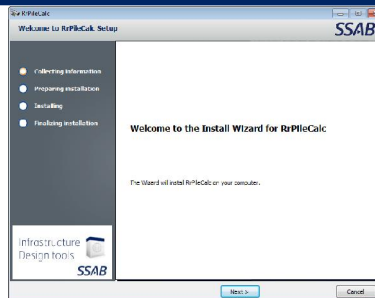 RrPileCalc
Welcome to RrPileCalc Setup
SSAB
Collecting information
Preparing installation
Installing
Finalizing installation
Welcome to the Install Wizard for RrPileCalc
The Wizard will install RrPileCalc on your computer.
Infrastructure
Design tools
SSAB
Next >
Cancel